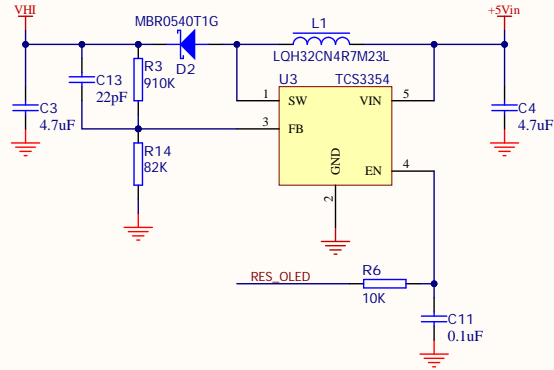 VHI
MBR0540T1G
L1
+5Vin
R3
910K
D2
LQH32CN4R7M23L
C13
22pF
U3
TCS3354
C3
4.7uF
1
SW
VIN
5
C4
4.7uF
3
FB
R14
82K
GND
EN
4
2
RES_OLED
R6
10K
C11
0.1uF